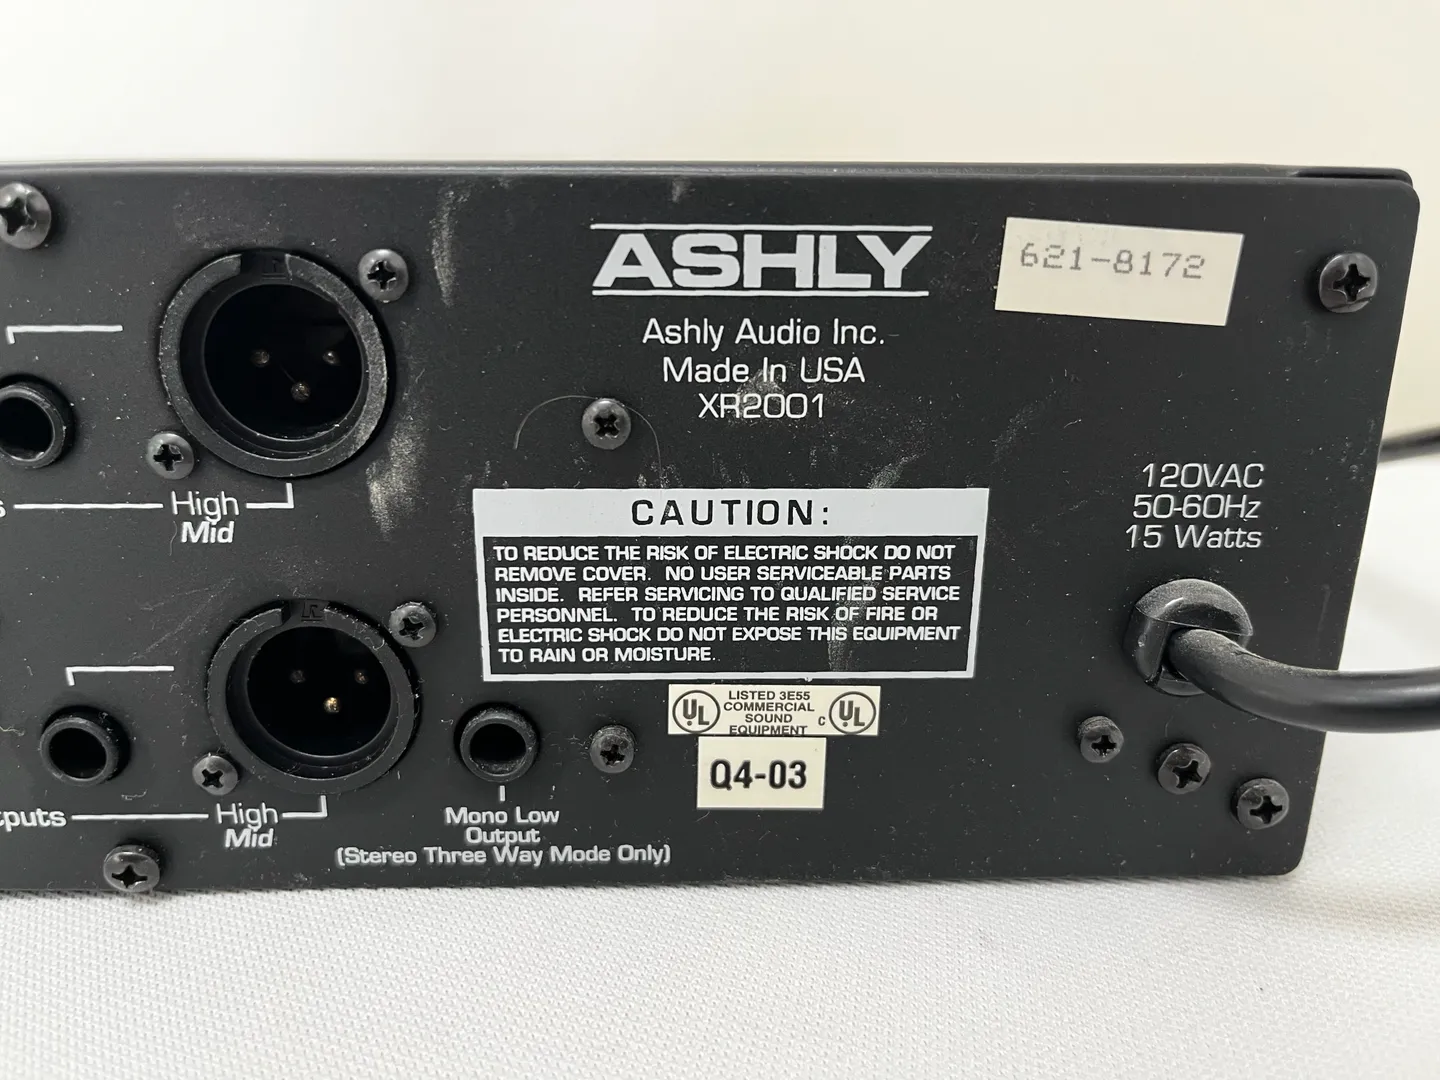 ASHLY
Ashly Audio Inc.
Made In USA
XR2001
621-8172
120VAC
50-60Hz
15 Watts
High
Mid
CAUTION:
TO REDUCE THE RISK OF ELECTRIC SHOCK DO NOT
REMOVE COVER. NO USER SERVICEABLE PARTS
INSIDE. REFER SERVICING TO QUALIFIED SERVICE
PERSONNEL. TO REDUCE THE RISK OF FIRE OR
ELECTRIC SHOCK DO NOT EXPOSE THIS EQUIPMENT
TO RAIN OR MOISTURE.
UL
LISTED 3E55
COMMERCIAL
SOUND
EQUIPMENT
c UL
Q4-03
High
Mid
Mono Low
Output
(Stereo Three Way Mode Only)